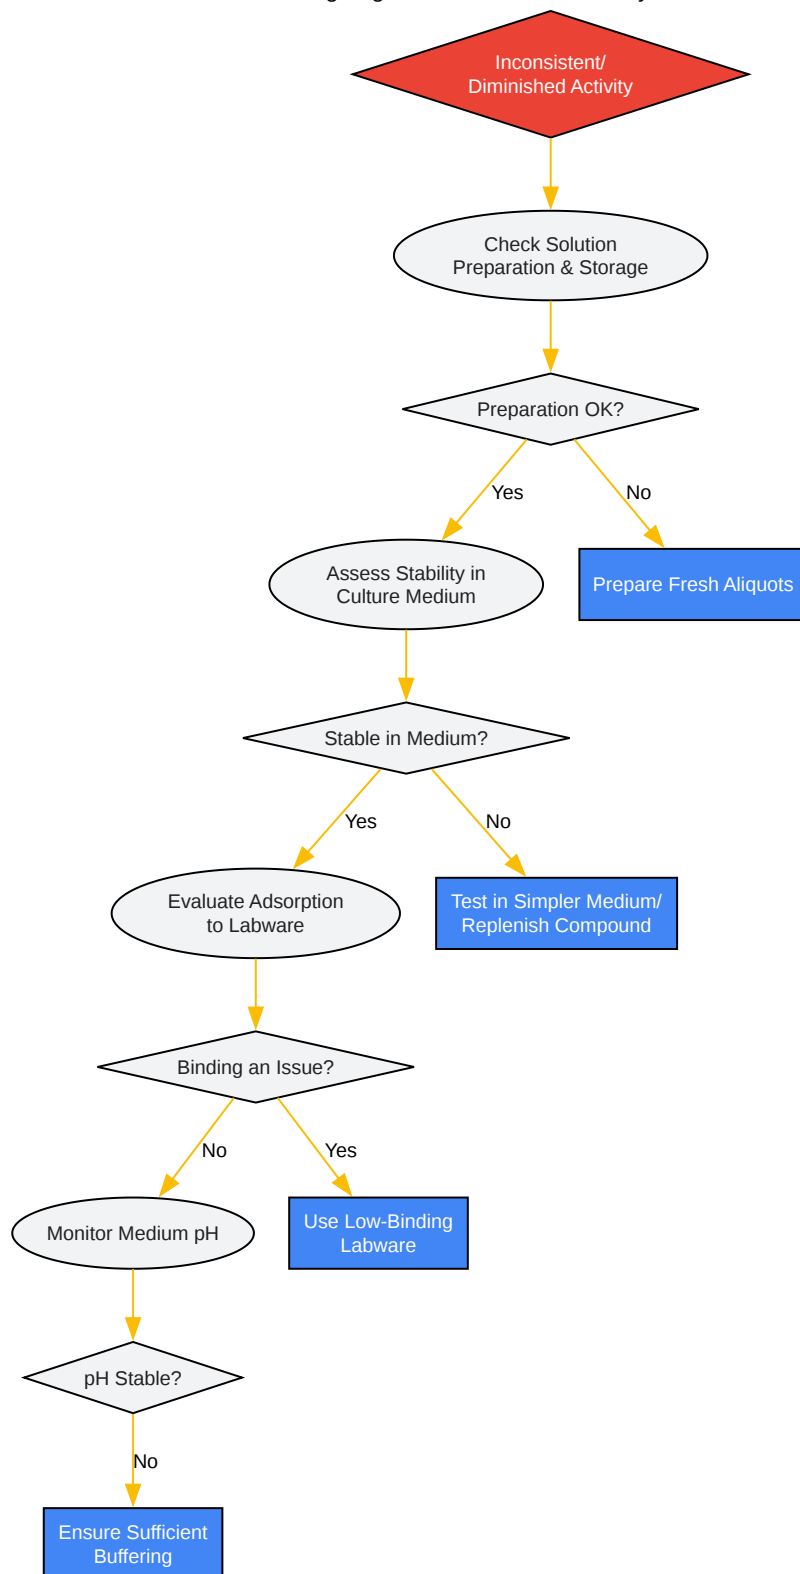 Inconsistent/
Diminished Activity
Check Solution
Preparation & Storage
Preparation OK?
Yes
No
Assess Stability in
Culture Medium
Prepare Fresh Aliquots
Stable in Medium?
Yes
No
Evaluate Adsorption
to Labware
Test in Simpler Medium/
Replenish Compound
Binding an Issue?
No
Yes
Monitor Medium pH
Use Low-Binding
Labware
pH Stable?
No
Ensure Sufficient
Buffering